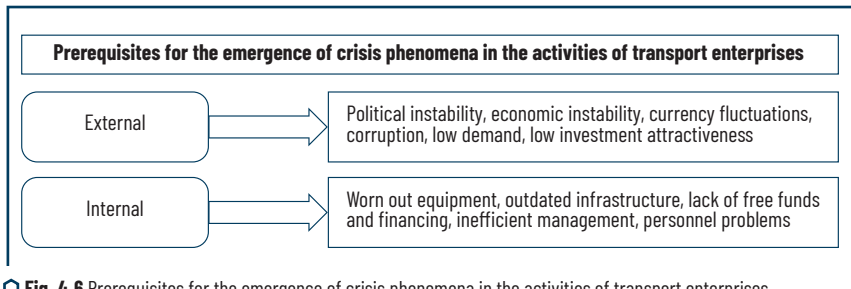 Prerequisites for the emergence of crisis phenomena in the activities of transport enterprises
External
Political instability, economic instability, currency fluctuations,
corruption, low demand, low investment attractiveness
Internal
Worn out equipment, outdated infrastructure, lack of free funds
and financing, inefficient management, personnel problems
Fig. 4.6 Prerequisites for the emergence of crisis phenomena in the activities of transport enterprises